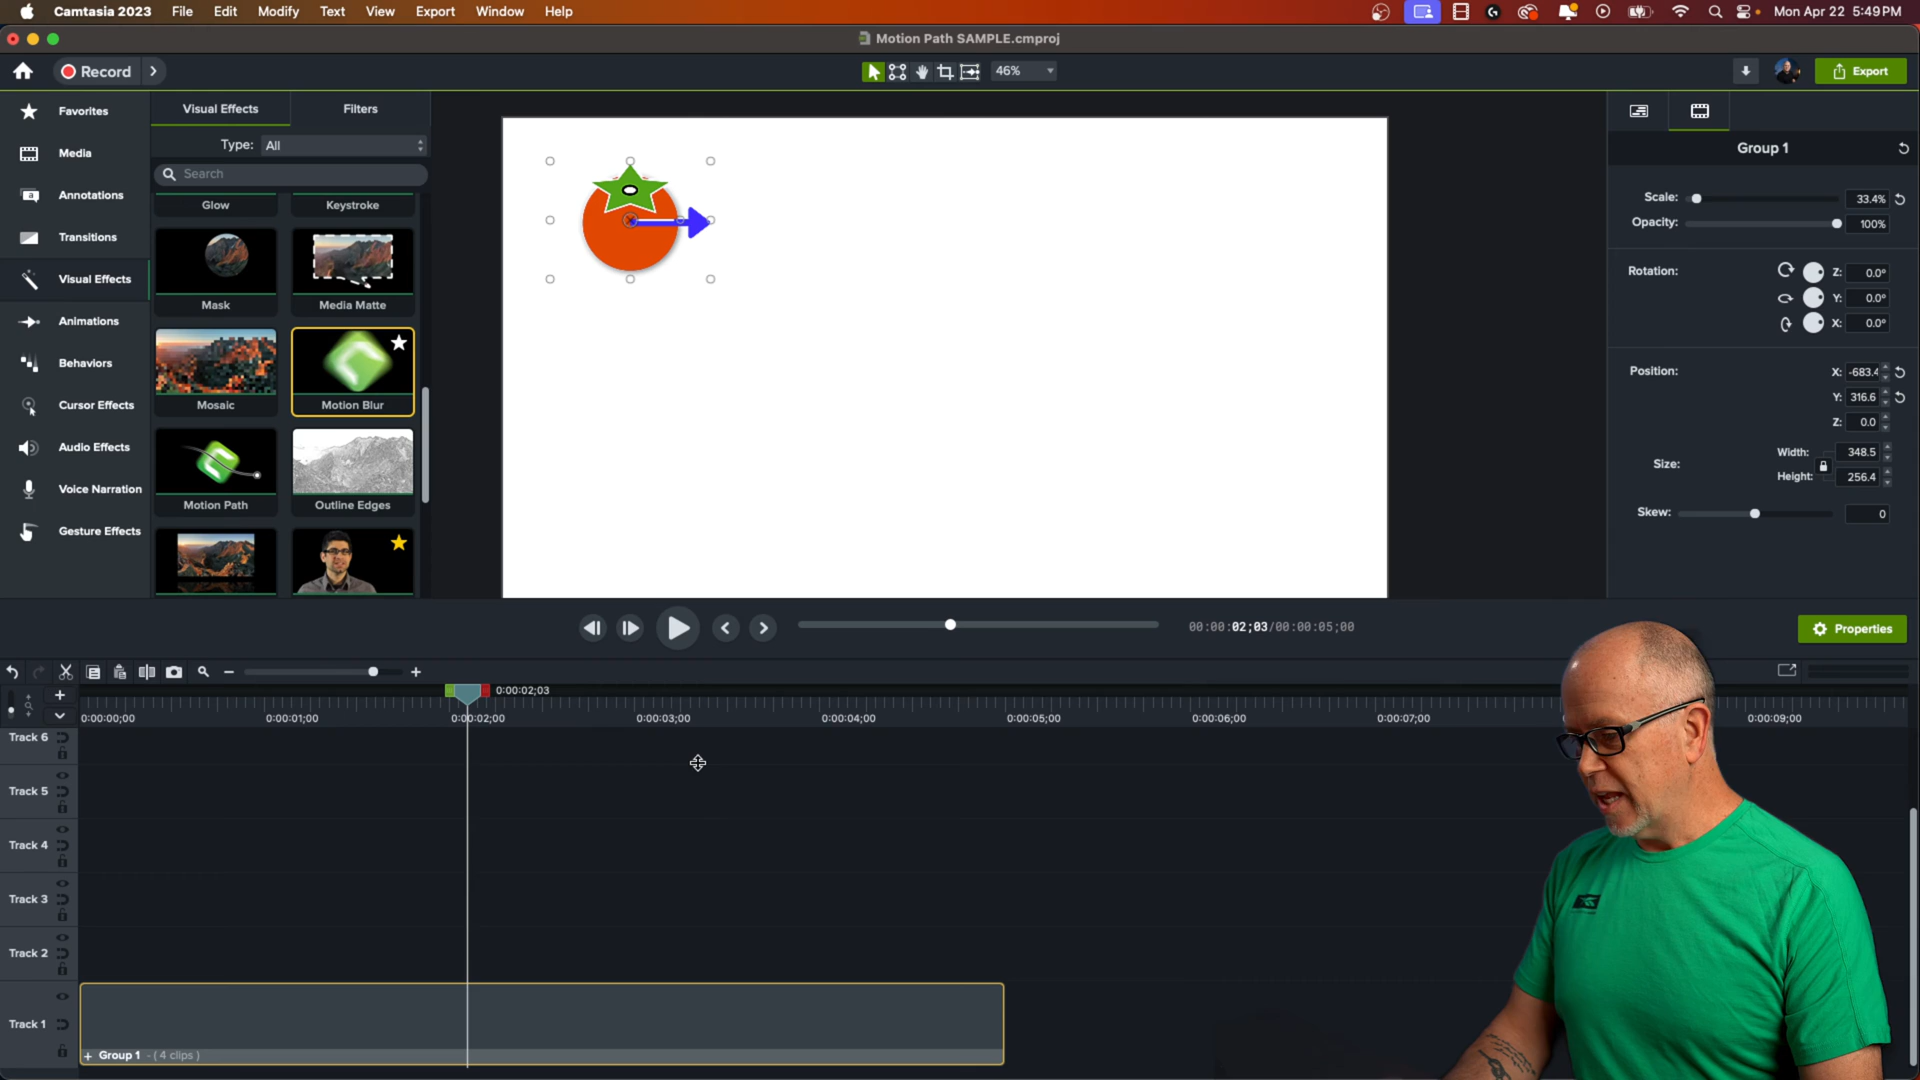 Camtasia 2023 File Edit Modify Text View Export Window Help
Mon Apr 22 5:49 PM
Motion Path SAMPLE.cmproj
Record
46%
Export
Favorites
Media
Annotations
Transitions
Visual Effects
Animations
Behaviors
Cursor Effects
Audio Effects
Voice Narration
Gesture Effects
Visual Effects Filters
Type: All
Search
Glow Keystroke
Mask Media Matte
Mosaic Motion Blur
Motion Path Outline Edges
Group 1
Scale: 33.4%
Opacity: 100%
Rotation: Z: 0.0°
Y: 0.0°
X: 0.0°
Position: X: -683.4
Y: 316.6
Z: 0.0
Size: Width: 348.5
Height: 256.4
Skew: 0
00:00:02;03/00:00:05;00
Properties
0:00:02;03
0:00:00;00 0:00:01;00 0:00:02;00 0:00:03;00 0:00:04;00 0:00:05;00 0:00:06;00 0:00:07;00 0:00:09;00
Track 6
Track 5
Track 4
Track 3
Track 2
Track 1
+ Group 1 - ( 4 clips )